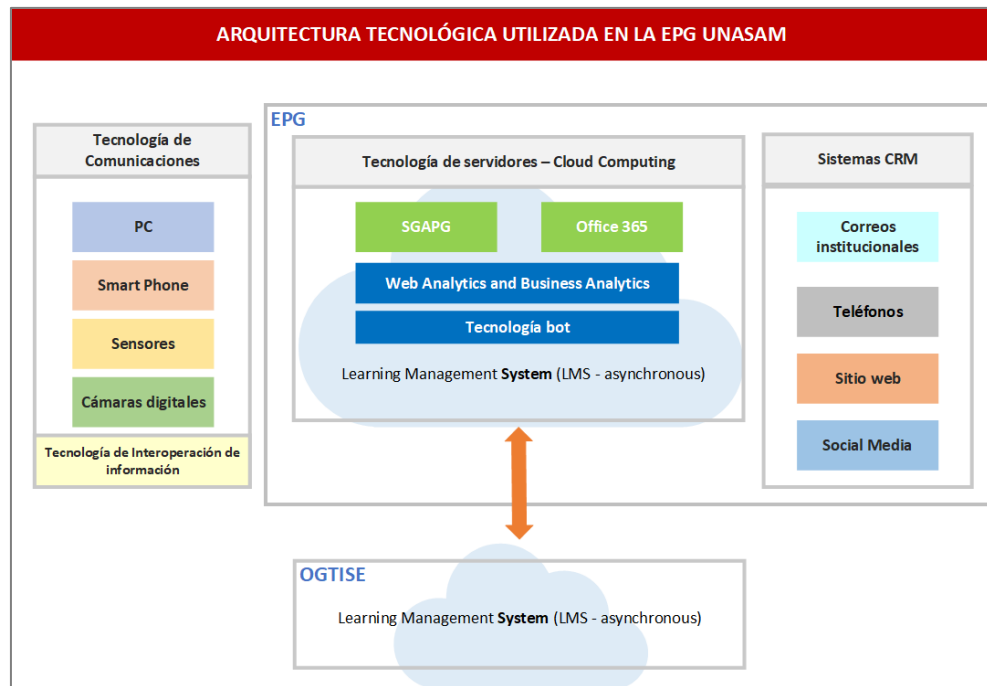 ARQUITECTURA TECNOLÓGICA UTILIZADA EN LA EPG UNASAM
Tecnología de
Comunicaciones
PC
Smart Phone
Sensores
Cámaras digitales
Tecnología de Interoperación de
información
EPG
Tecnología de servidores – Cloud Computing
SGAPG
Office 365
Web Analytics and Business Analytics
Tecnología bot
Learning Management System (LMS - asynchronous)
Sistemas CRM
Correos
institucionales
Teléfonos
Sitio web
Social Media
OGTISE
Learning Management System (LMS - asynchronous)